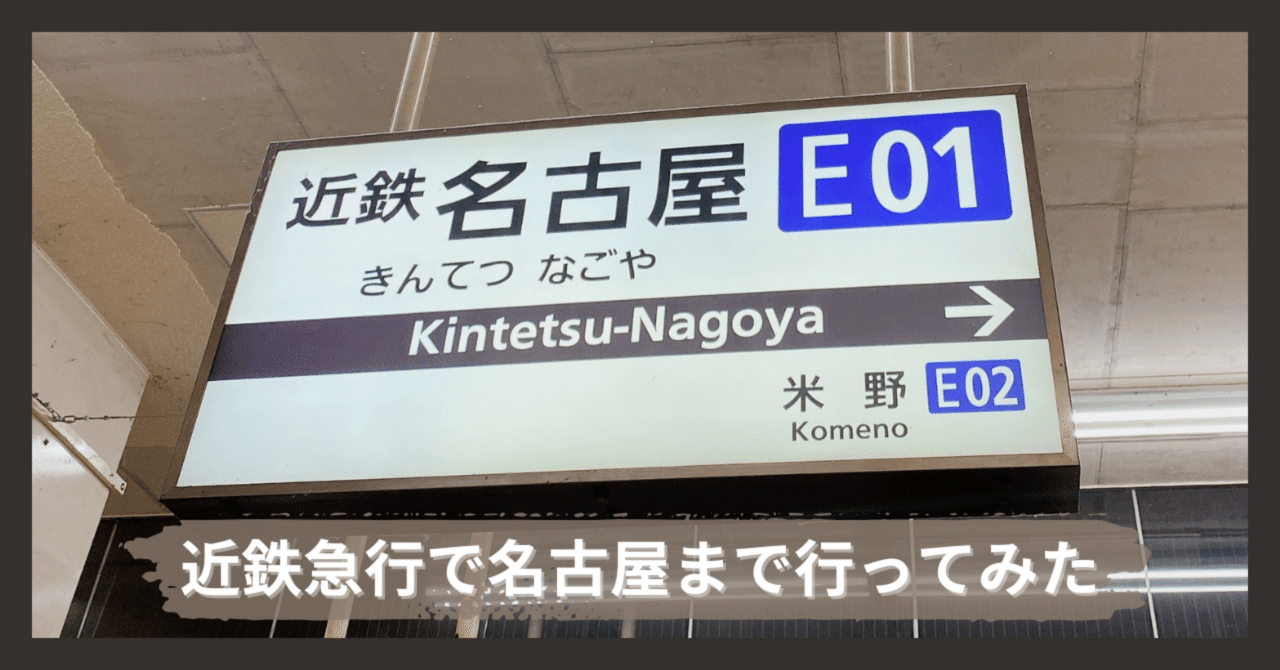 近鉄 名古屋 E01
きんてつ なごや
Kintetsu-Nagoya →
米 野 E02
Komeno
近鉄急行で名古屋まで行ってみた